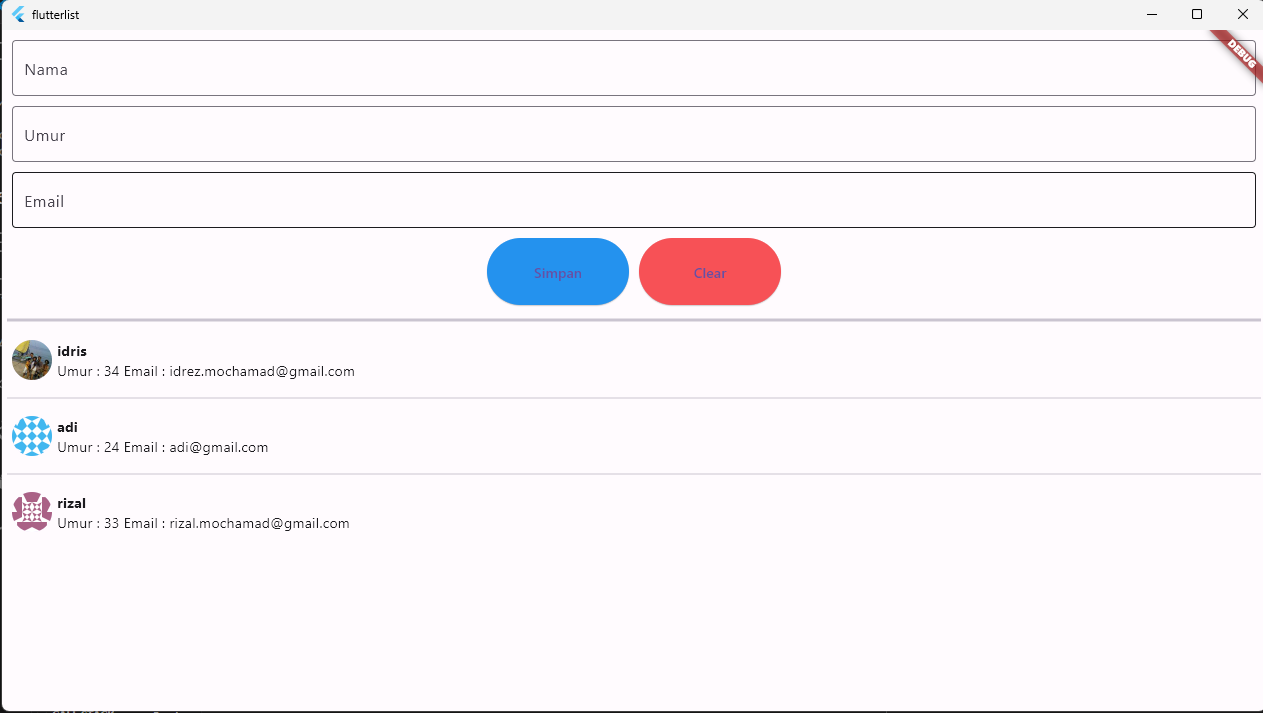 flutterlist
DEBUG
Nama
Umur
Email
Simpan Clear
idris
Umur : 34 Email : idrez.mochamad@gmail.com
adi
Umur : 24 Email : adi@gmail.com
rizal
Umur : 33 Email : rizal.mochamad@gmail.com